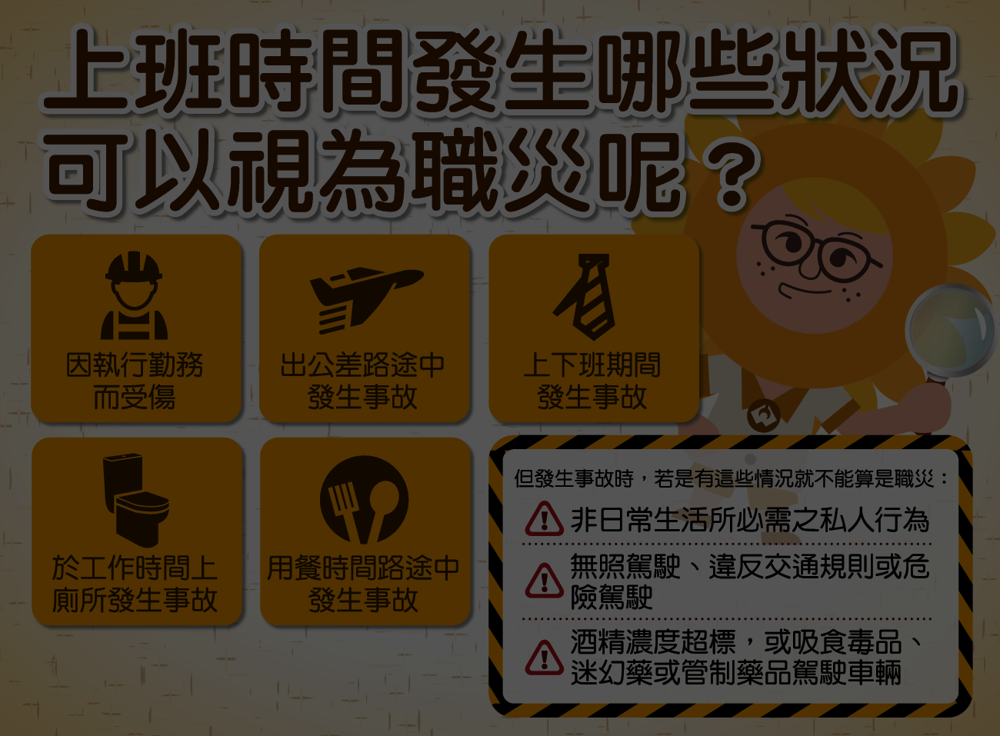 上班時間發生哪些狀況
可以視為職災呢？
因執行勤務
而受傷
出公差路途中
發生事故
上下班期間
發生事故
於工作時間上
廁所發生事故
用餐時間路途中
發生事故
但發生事故時，若是有這些情況就不能算是職災：
非日常生活所必需之私人行為
無照駕駛、違反交通規則或危
險駕駛
酒精濃度超標，或吸食毒品、
迷幻藥或管制藥品駕駛車輛